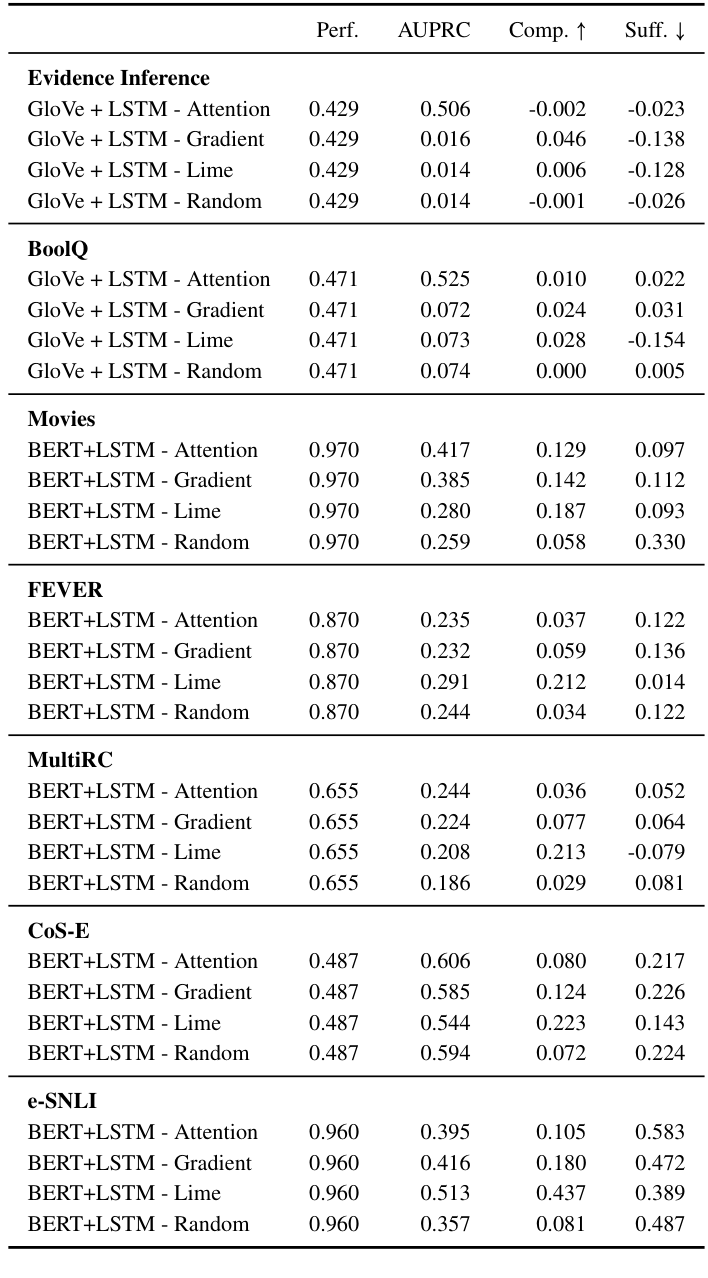 Perf. AUPRC Comp. ↑ Suff. ↓
Evidence Inference
GloVe + LSTM - Attention 0.429 0.506 -0.002 -0.023
GloVe + LSTM - Gradient 0.429 0.016 0.046 -0.138
GloVe + LSTM - Lime 0.429 0.014 0.006 -0.128
GloVe + LSTM - Random 0.429 0.014 -0.001 -0.026
BoolQ
GloVe + LSTM - Attention 0.471 0.525 0.010 0.022
GloVe + LSTM - Gradient 0.471 0.072 0.024 0.031
GloVe + LSTM - Lime 0.471 0.073 0.028 -0.154
GloVe + LSTM - Random 0.471 0.074 0.000 0.005
Movies
BERT+LSTM - Attention 0.970 0.417 0.129 0.097
BERT+LSTM - Gradient 0.970 0.385 0.142 0.112
BERT+LSTM - Lime 0.970 0.280 0.187 0.093
BERT+LSTM - Random 0.970 0.259 0.058 0.330
FEVER
BERT+LSTM - Attention 0.870 0.235 0.037 0.122
BERT+LSTM - Gradient 0.870 0.232 0.059 0.136
BERT+LSTM - Lime 0.870 0.291 0.212 0.014
BERT+LSTM - Random 0.870 0.244 0.034 0.122
MultiRC
BERT+LSTM - Attention 0.655 0.244 0.036 0.052
BERT+LSTM - Gradient 0.655 0.224 0.077 0.064
BERT+LSTM - Lime 0.655 0.208 0.213 -0.079
BERT+LSTM - Random 0.655 0.186 0.029 0.081
CoS-E
BERT+LSTM - Attention 0.487 0.606 0.080 0.217
BERT+LSTM - Gradient 0.487 0.585 0.124 0.226
BERT+LSTM - Lime 0.487 0.544 0.223 0.143
BERT+LSTM - Random 0.487 0.594 0.072 0.224
e-SNLI
BERT+LSTM - Attention 0.960 0.395 0.105 0.583
BERT+LSTM - Gradient 0.960 0.416 0.180 0.472
BERT+LSTM - Lime 0.960 0.513 0.437 0.389
BERT+LSTM - Random 0.960 0.357 0.081 0.487